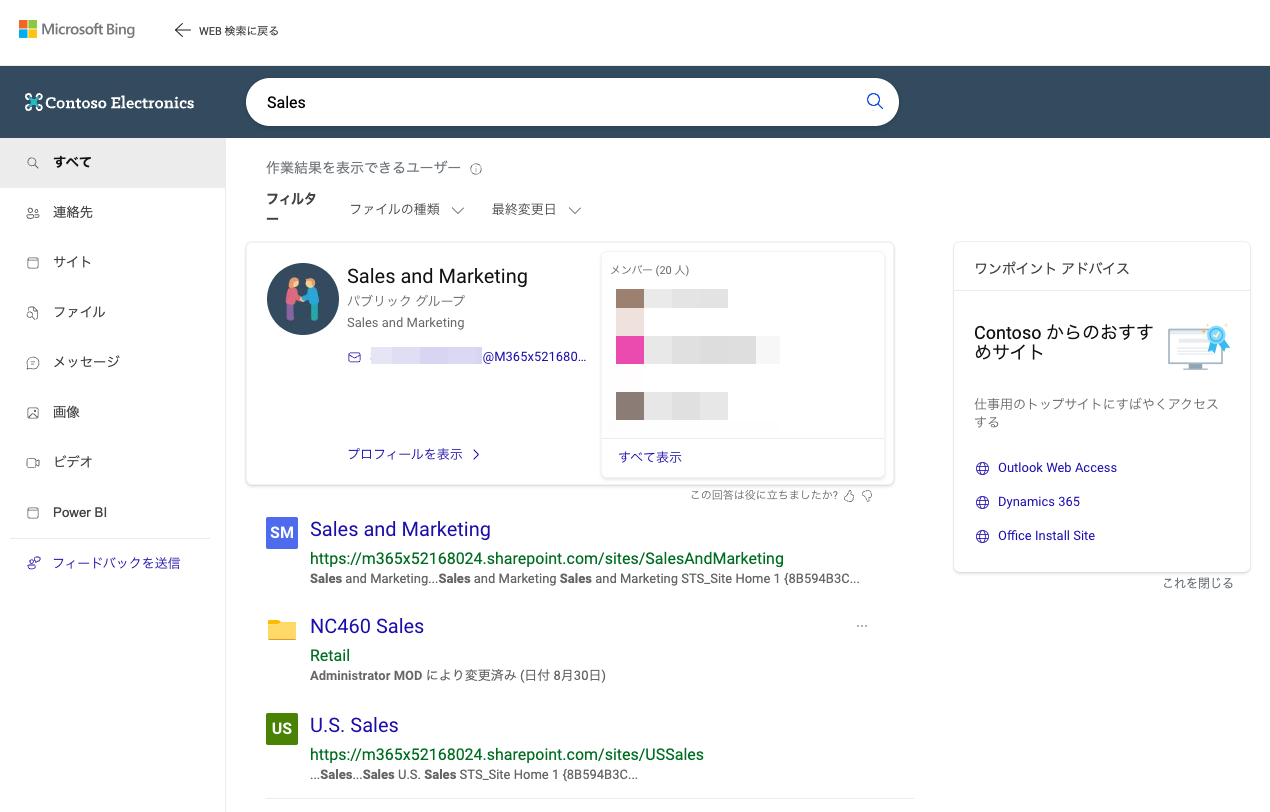 Microsoft Bing
WEB 検索に戻る
Contoso Electronics
Sales
すべて
連絡先
サイト
ファイル
メッセージ
画像
ビデオ
Power BI
フィードバックを送信
作業結果を表示できるユーザー
フィルター
ファイルの種類
最終変更日
Sales and Marketing
パブリック グループ
Sales and Marketing
@M365x521680...
プロフィールを表示
メンバー (20 人)
すべて表示
この回答は役に立ちましたか?
SM
Sales and Marketing
https://m365x52168024.sharepoint.com/sites/SalesAndMarketing
Sales and Marketing...Sales and Marketing Sales and Marketing STS_Site Home 1 {8B594B3C...
NC460 Sales
...
Retail
Administrator MOD により変更済み (日付 8月30日)
US
U.S. Sales
https://m365x52168024.sharepoint.com/sites/USSales
...Sales...Sales U.S. Sales STS_Site Home 1 {8B594B3C...
ワンポイント アドバイス
Contoso からのおすす
めサイト
仕事用のトップサイトにすばやくアクセス
する
Outlook Web Access
Dynamics 365
Office Install Site
これを閉じる